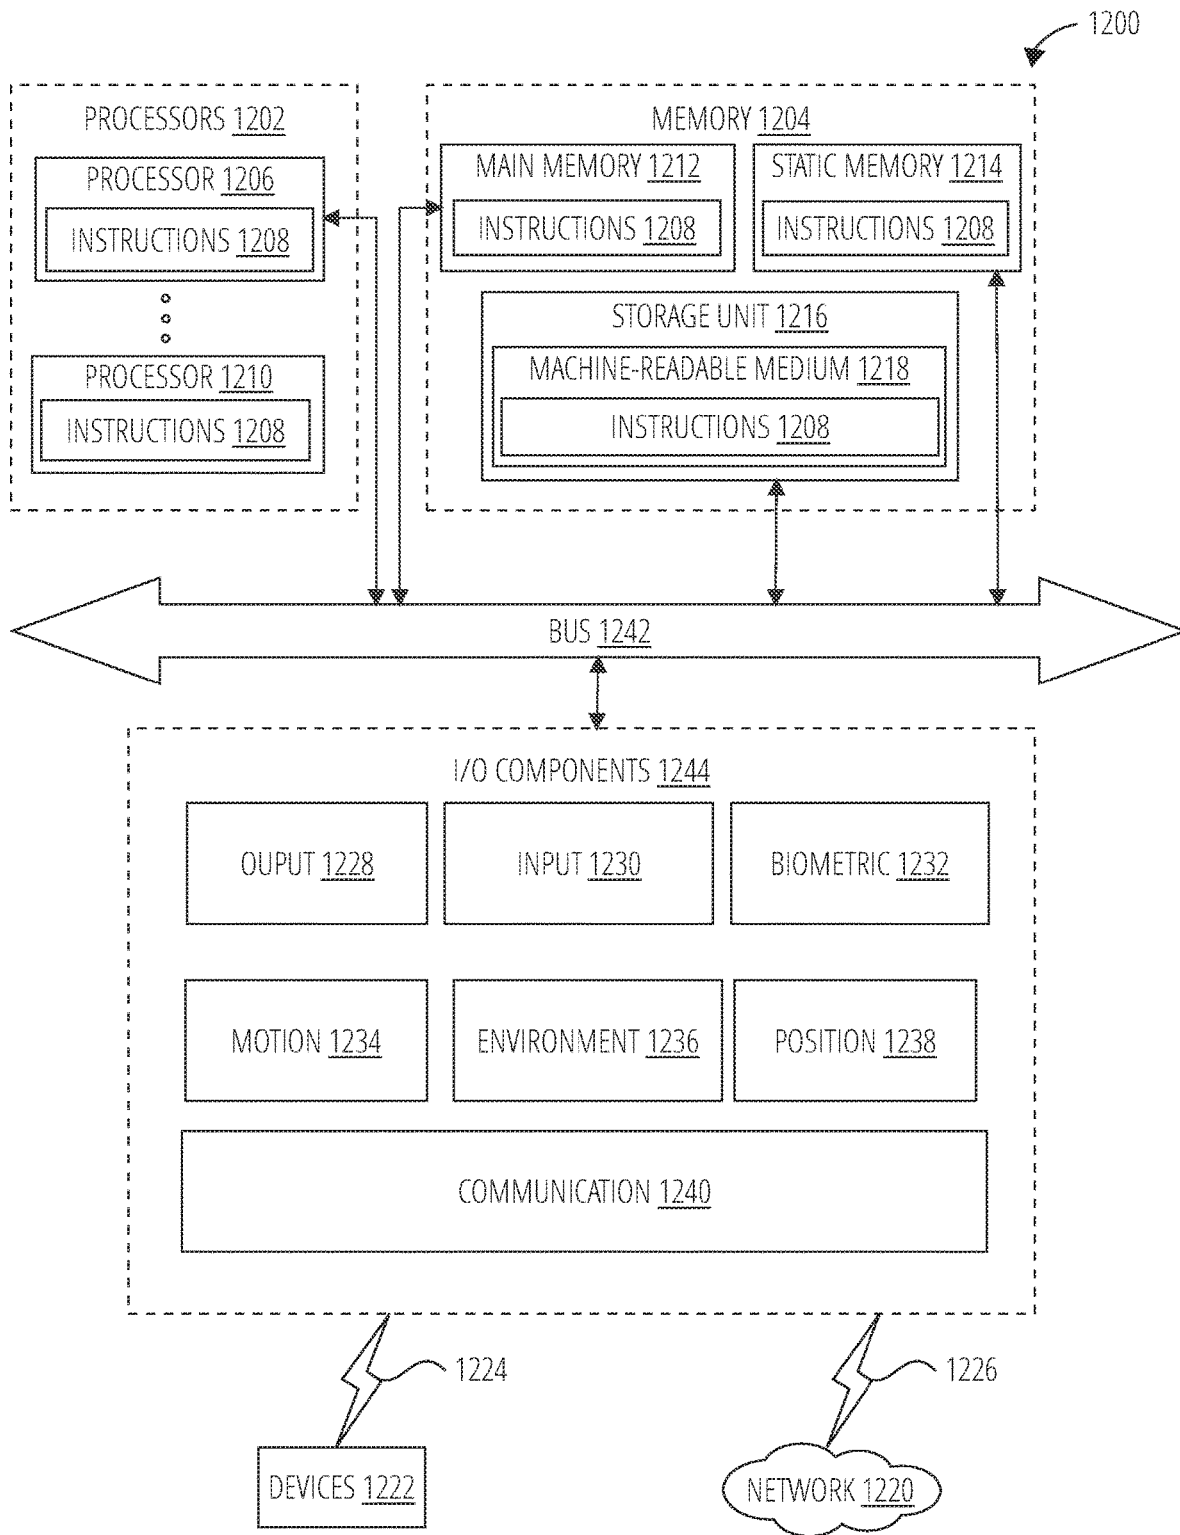 1200
PROCESSORS 1202
PROCESSOR 1206
INSTRUCTIONS 1208
PROCESSOR 1210
INSTRUCTIONS 1208
MEMORY 1204
MAIN MEMORY 1212
INSTRUCTIONS 1208
STATIC MEMORY 1214
INSTRUCTIONS 1208
STORAGE UNIT 1216
MACHINE-READABLE MEDIUM 1218
INSTRUCTIONS 1208
BUS 1242
I/O COMPONENTS 1244
OUPUT 1228
INPUT 1230
BIOMETRIC 1232
MOTION 1234
ENVIRONMENT 1236
POSITION 1238
COMMUNICATION 1240
1224
1226
DEVICES 1222
NETWORK 1220